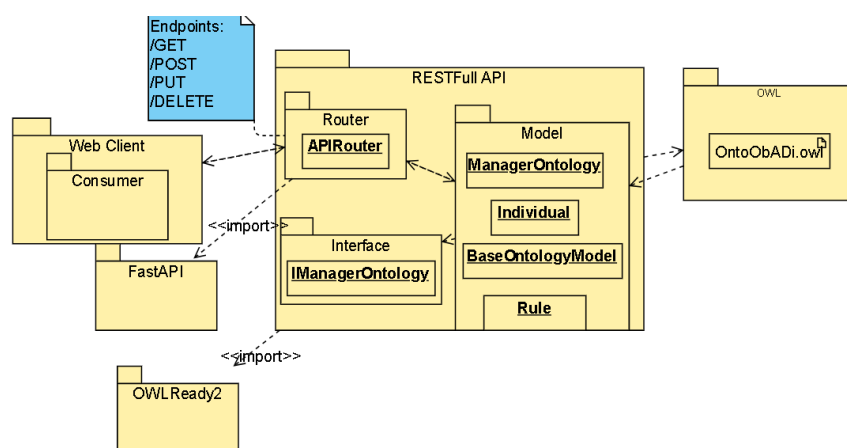 Endpoints:
/GET
/POST
/PUT
/DELETE
RESTFull API
OWL
Router
APIRouter
Model
Web Client
Consumer
ManagerOntology
OntoObADi.owl
Individual
<<import>>
Interface
IManagerOntology
BaseOntologyModel
FastAPI
Rule
<<import>>
OWLReady2